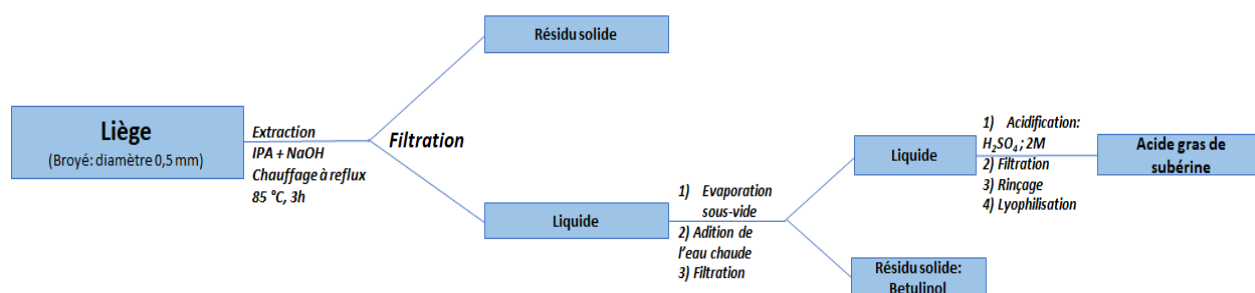 Résidu solide
Liège
(Broyé: diamètre 0,5 mm)
Extraction
IPA + NaOH
Chauffage à reflux
85 °C, 3h
Filtration
Liquide
1) Evaporation
sous-vide
2) Adition de
l'eau chaude
3) Filtration
Liquide
1) Acidification:
H₂SO₄ ; 2M
2) Filtration
3) Rinçage
4) Lyophilisation
Acide gras de
subérine
Résidu solide:
Betulinol